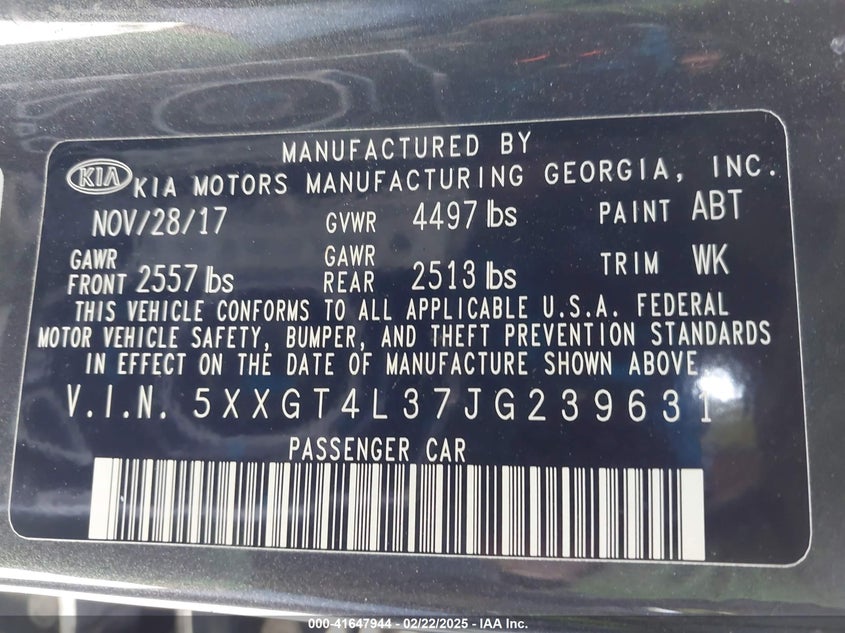 MANUFACTURED BY
KIA KIA MOTORS MANUFACTURING GEORGIA, INC.
NOV/28/17 GVWR 4497 lbs PAINT ABT
GAWR FRONT 2557 lbs GAWR REAR 2513 lbs TRIM WK
THIS VEHICLE CONFORMS TO ALL APPLICABLE U.S.A. FEDERAL
MOTOR VEHICLE SAFETY, BUMPER, AND THEFT PREVENTION STANDARDS
IN EFFECT ON THE DATE OF MANUFACTURE SHOWN ABOVE
V.I.N. 5XXGT4L37JG239631
PASSENGER CAR
000-41647944 - 02/22/2025 - IAA Inc.